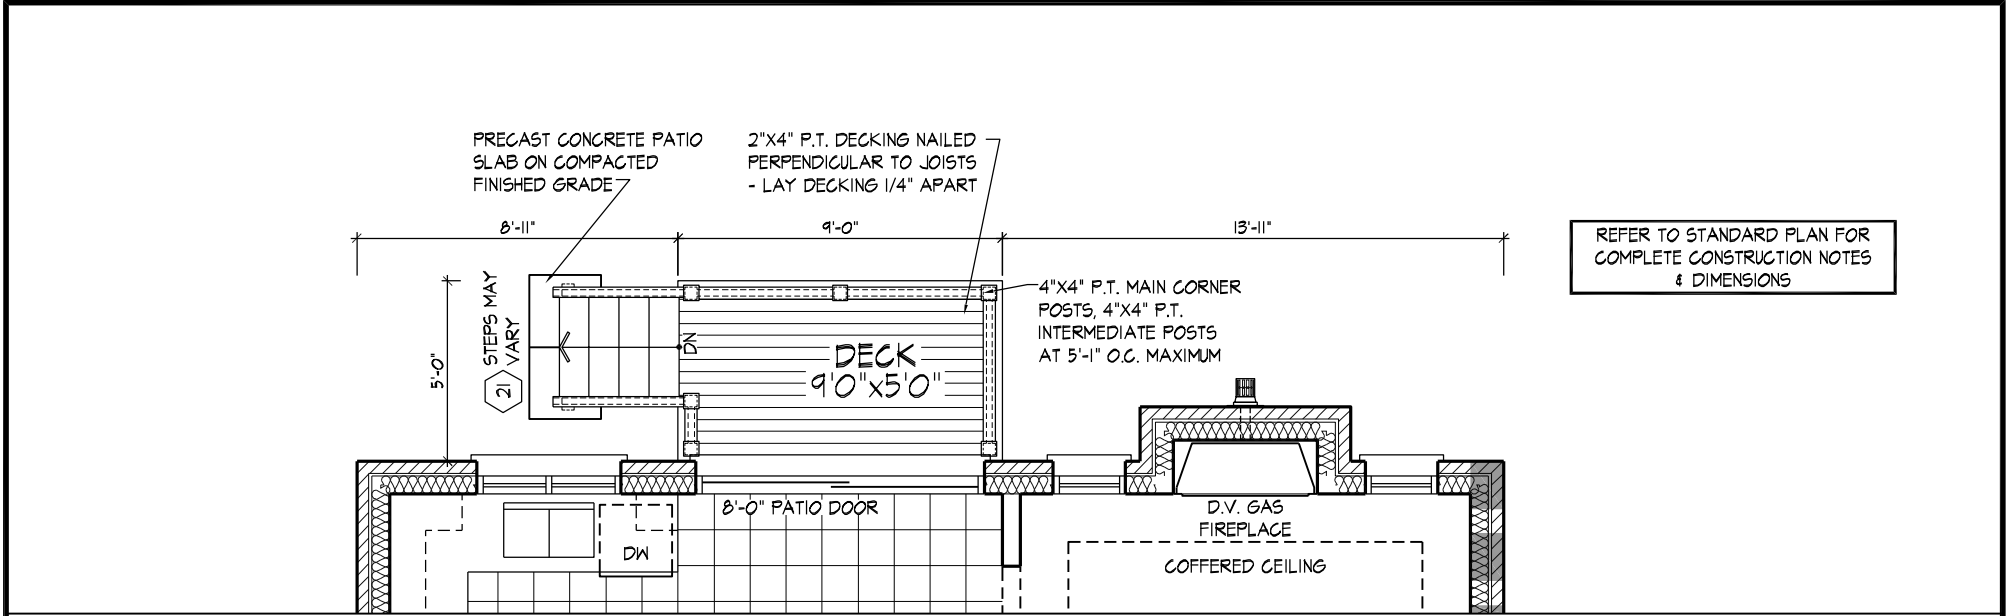 PRECAST CONCRETE PATIO
SLAB ON COMPACTED
FINISHED GRADE
2"X4" P.T. DECKING NAILED
PERPENDICULAR TO JOISTS
- LAY DECKING 1/4" APART
8'-11"
9'-0"
13'-11"
REFER TO STANDARD PLAN FOR
COMPLETE CONSTRUCTION NOTES
& DIMENSIONS
5'-0"
STEPS MAY
VARY
21
DN
4"X4" P.T. MAIN CORNER
POSTS, 4"X4" P.T.
INTERMEDIATE POSTS
AT 5'-1" O.C. MAXIMUM
DECK
9'0"x5'0"
8'-0" PATIO DOOR
D.V. GAS
FIREPLACE
DW
COFFERED CEILING